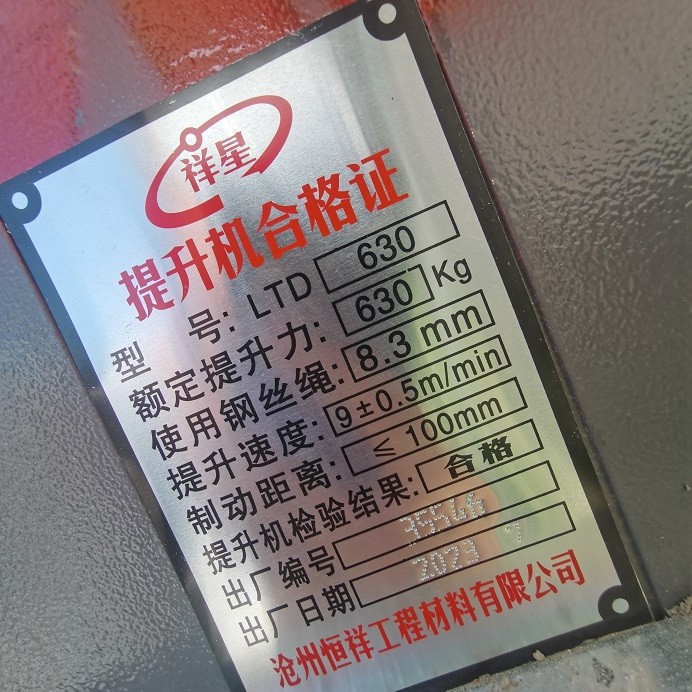 祥星
提升机合格证
型 号: LTD 630
额定提升力: 630 Kg
使用钢丝绳: 8.3 mm
提升速度: 9±0.5m/min
制动距离: ≤ 100mm
提升机检验结果: 合格
出厂编号 35546
出厂日期 2023 7
沧州恒祥工程材料有限公司